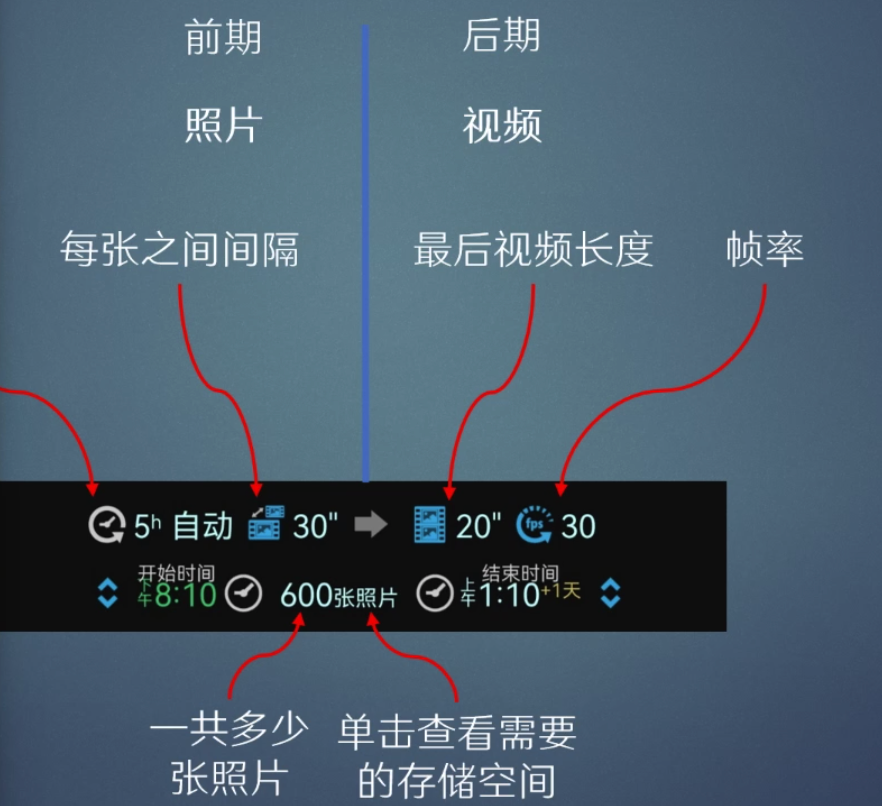 前期
后期
照片
视频
每张之间间隔
最后视频长度
帧率
5h 自动 30" 20" fps 30
开始时间
结束时间
下午8:10 600张照片 上午1:10+1天
一共多少
张照片
单击查看需要
的存储空间